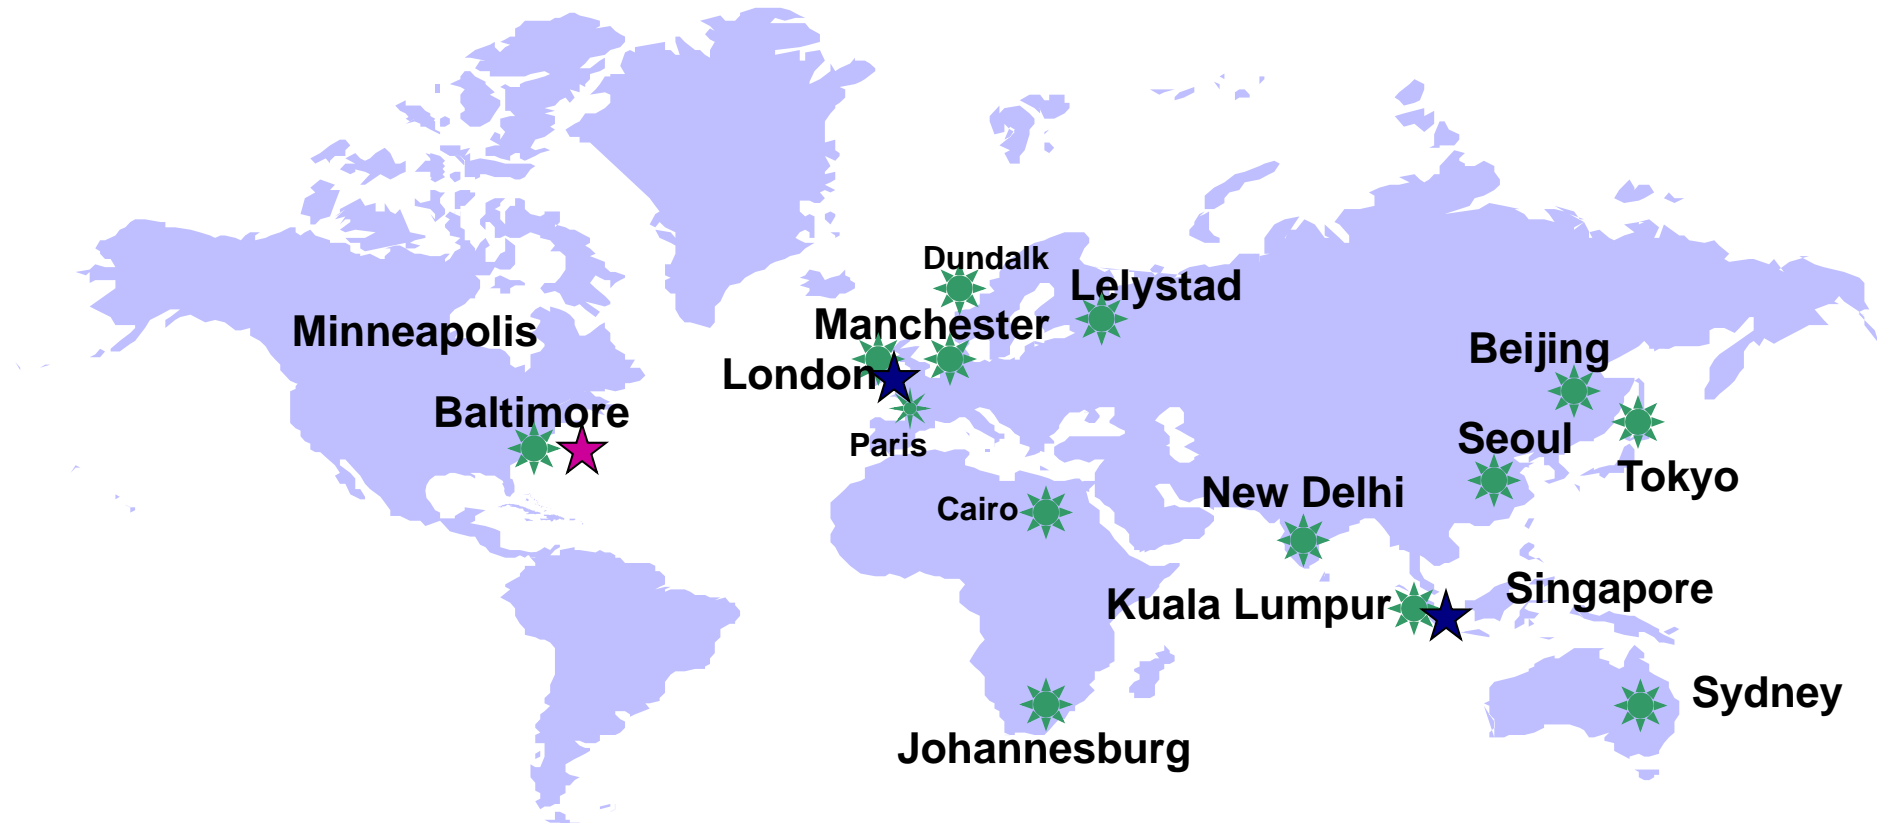 Dundalk
Lelystad
Manchester
Minneapolis
Beijing
London
Baltimore
Seoul
Paris
Tokyo
New Delhi
Cairo
Singapore
Kuala Lumpur
Sydney
Johannesburg